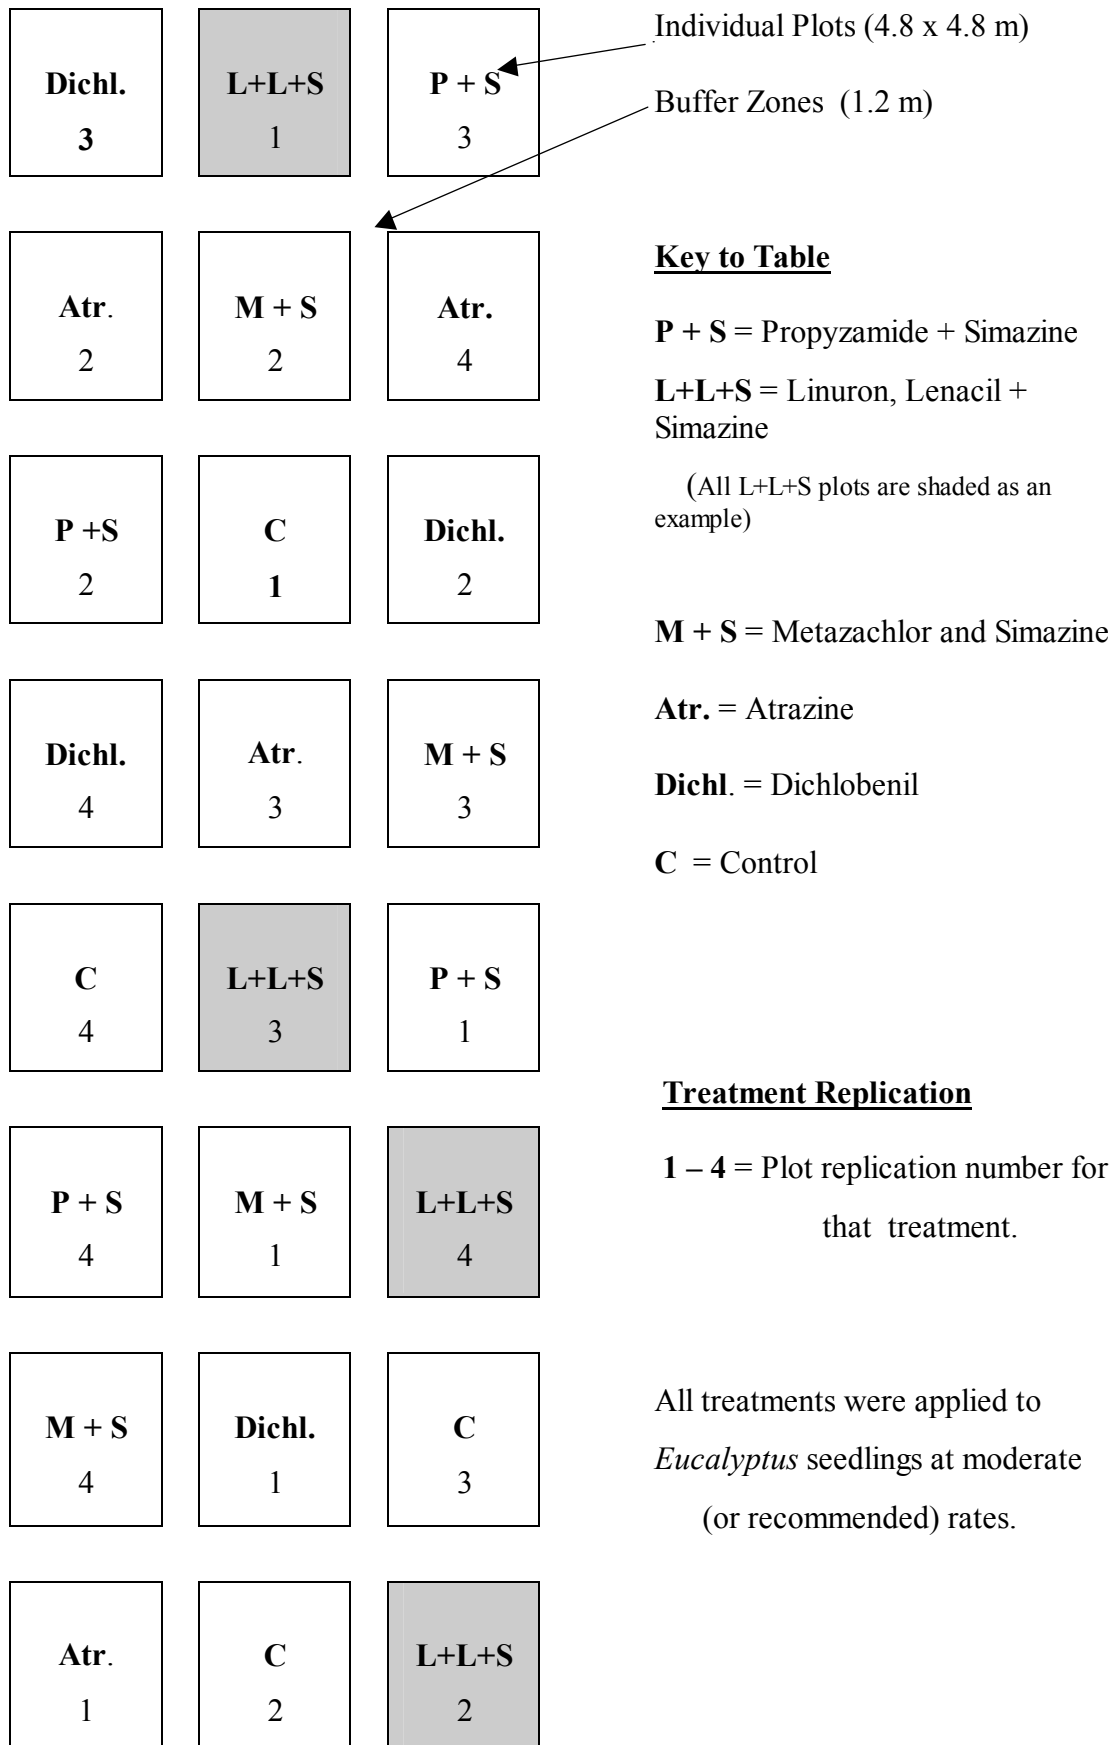 Dichl.
3
L+L+S
1
P + S
3
Individual Plots (4.8 x 4.8 m)
Buffer Zones (1.2 m)
Atr.
2
M + S
2
Atr.
4
Key to Table
P + S = Propyzamide + Simazine
L+L+S = Linuron, Lenacil +
Simazine
(All L+L+S plots are shaded as an
example)
P +S
2
C
1
Dichl.
2
M + S = Metazachlor and Simazine
Atr. = Atrazine
Dichl. = Dichlobenil
C = Control
Dichl.
4
Atr.
3
M + S
3
C
4
L+L+S
3
P + S
1
Treatment Replication
1 – 4 = Plot replication number for
that treatment.
P + S
4
M + S
1
L+L+S
4
M + S
4
Dichl.
1
C
3
All treatments were applied to
Eucalyptus seedlings at moderate
(or recommended) rates.
Atr.
1
C
2
L+L+S
2